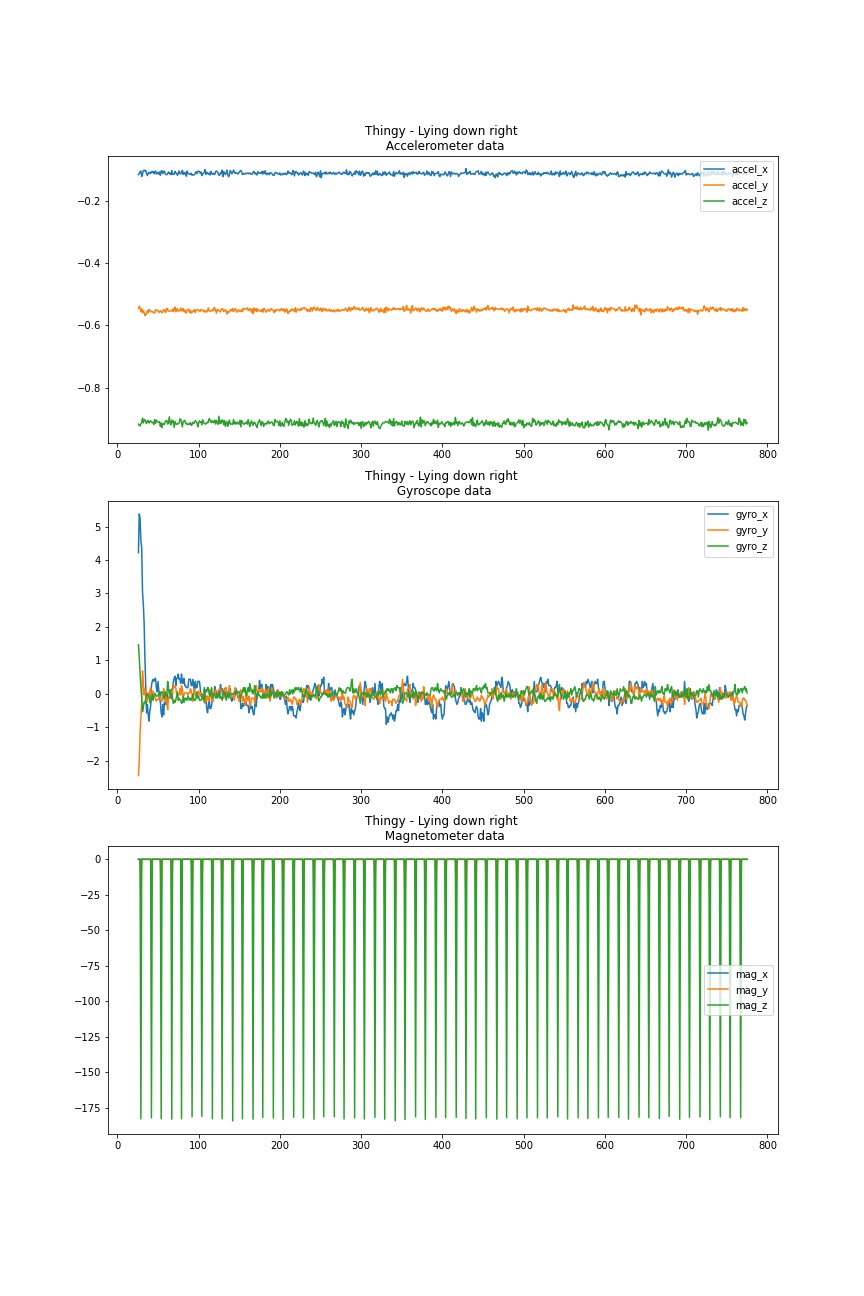 Thingy - Lying down right
Accelerometer data
accel_x
accel_y
accel_z
−0.2
−0.4
−0.6
−0.8
0 100 200 300 400 500 600 700 800
Thingy - Lying down right
Gyroscope data
gyro_x
gyro_y
gyro_z
5
4
3
2
1
0
−1
−2
0 100 200 300 400 500 600 700 800
Thingy - Lying down right
Magnetometer data
0
−25
−50
−75
−100
−125
−150
−175
mag_x
mag_y
mag_z
0 100 200 300 400 500 600 700 800